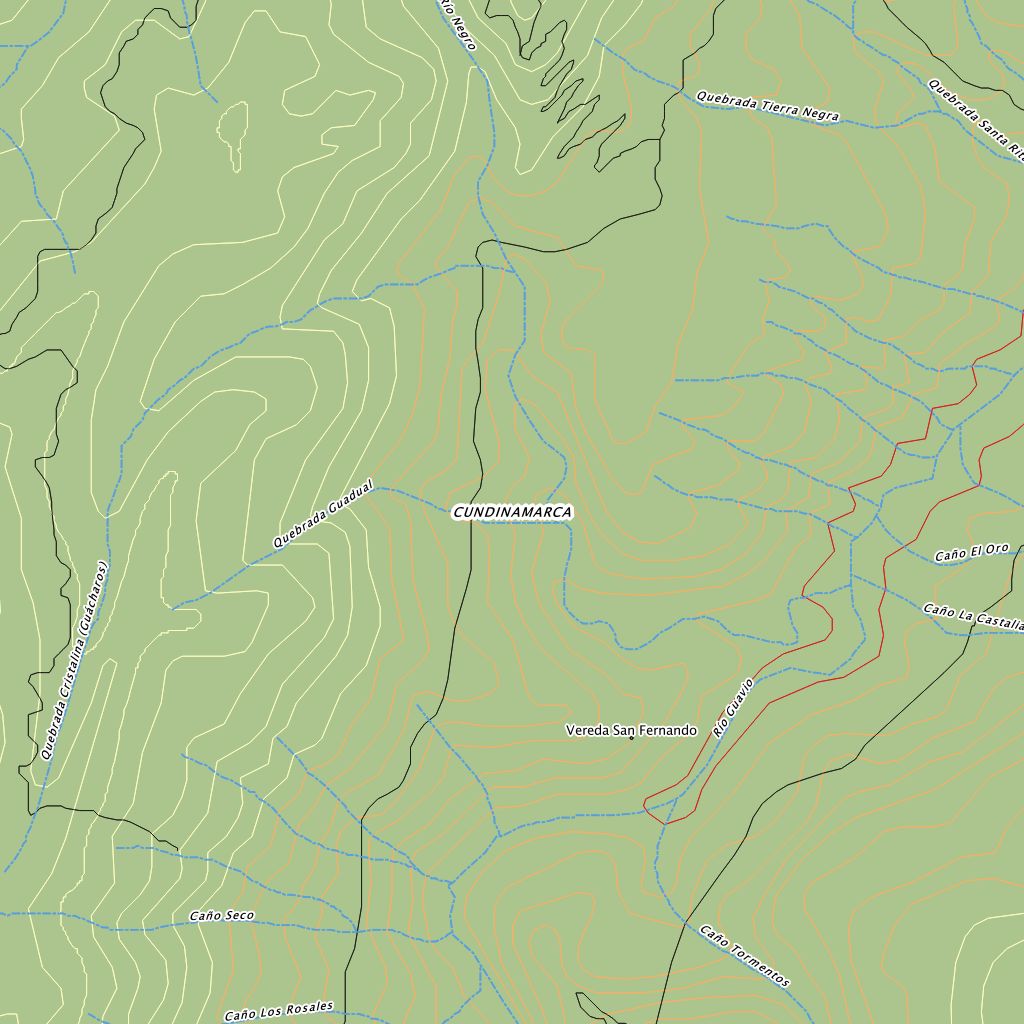 Río Negro
Quebrada Tierra Negra
Quebrada Santa Rita
Quebrada Guadual
CUNDINAMARCA
Caño El Oro
Caño La Castalia
Quebrada Cristalina (Guácharos)
Río Guavio
Vereda San Fernando
Caño Seco
Caño Tormentos
Caño Los Rosales